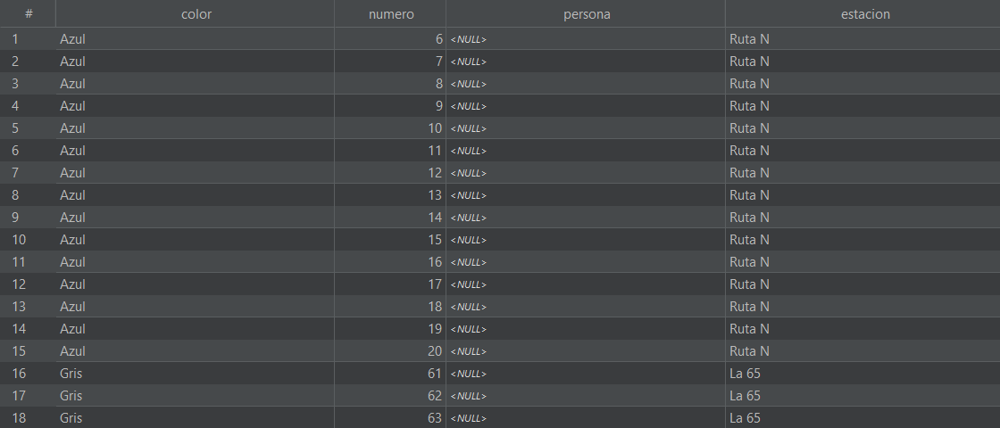 # color numero persona estacion
1 Azul 6 <NULL> Ruta N
2 Azul 7 <NULL> Ruta N
3 Azul 8 <NULL> Ruta N
4 Azul 9 <NULL> Ruta N
5 Azul 10 <NULL> Ruta N
6 Azul 11 <NULL> Ruta N
7 Azul 12 <NULL> Ruta N
8 Azul 13 <NULL> Ruta N
9 Azul 14 <NULL> Ruta N
10 Azul 15 <NULL> Ruta N
11 Azul 16 <NULL> Ruta N
12 Azul 17 <NULL> Ruta N
13 Azul 18 <NULL> Ruta N
14 Azul 19 <NULL> Ruta N
15 Azul 20 <NULL> Ruta N
16 Gris 61 <NULL> La 65
17 Gris 62 <NULL> La 65
18 Gris 63 <NULL> La 65